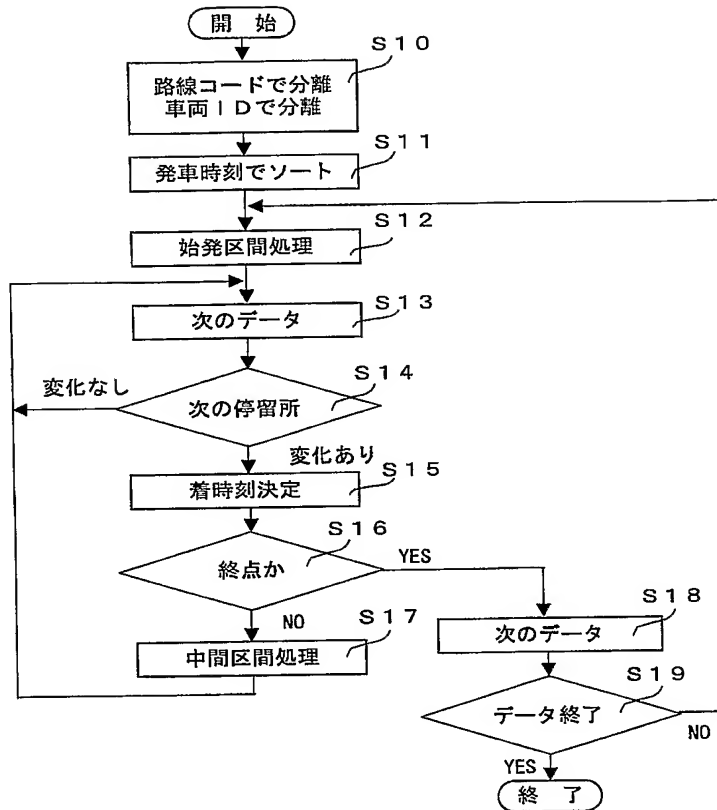 開　始
S10
路線コードで分離
車両IDで分離
S11
発車時刻でソート
S12
始発区間処理
S13
次のデータ
S14
変化なし
次の停留所
変化あり
S15
着時刻決定
S16
終点か
YES
NO
S17
中間区間処理
S18
次のデータ
S19
データ終了
NO
YES
終　了